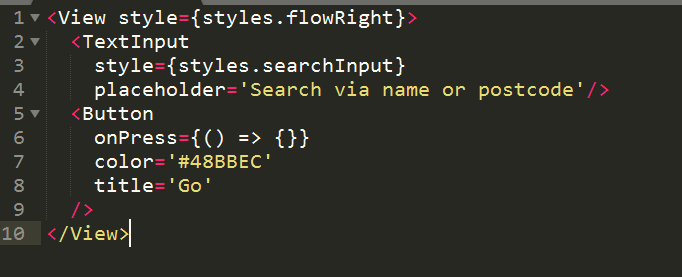 1 <View style={styles.flowRight}>
2   <TextInput
3     style={styles.searchInput}
4     placeholder='Search via name or postcode'/>
5   <Button
6     onPress={() => {}}
7     color='#48BBEC'
8     title='Go'
9   />
10 </View>